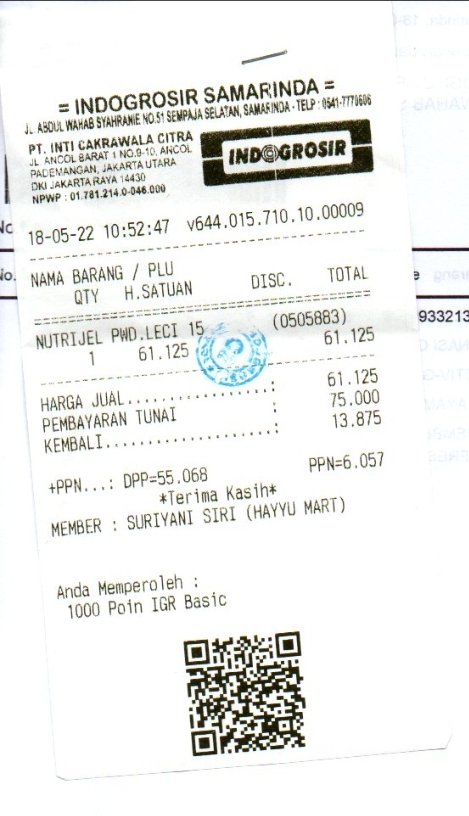 = INDOGROSIR SAMARINDA =
JL. ABDUL WAHAB SYAHRANIE NO.51 SEMPAJA SELATAN, SAMARINDA - TELP : 0541-7770606
PT. INTI CAKRAWALA CITRA
JL ANCOL BARAT 1 NO.9-10, ANCOL
PADEMANGAN, JAKARTA UTARA
DKI JAKARTA RAYA 14430
NPWP : 01.781.214.0-046.000
INDOGROSIR
18-05-22 10:52:47 v644.015.710.10.00009
NAMA BARANG / PLU
QTY H.SATUAN DISC. TOTAL
NUTRIJEL PWD.LECI 15 (0505883)
1 61.125 61.125
HARGA JUAL..................: 61.125
PEMBAYARAN TUNAI : 75.000
KEMBALI.....................: 13.875
+PPN...: DPP=55.068 PPN=6.057
*Terima Kasih*
MEMBER : SURIYANI SIRI (HAYYU MART)
Anda Memperoleh :
1000 Poin IGR Basic
933213